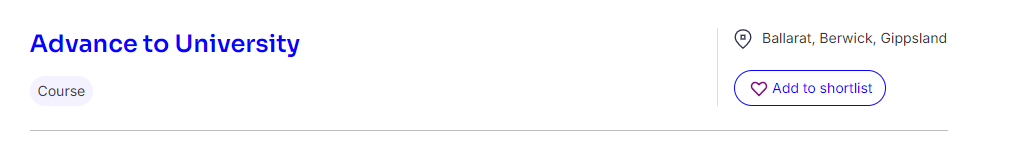 Advance to University
Course
Ballarat, Berwick, Gippsland
Add to shortlist